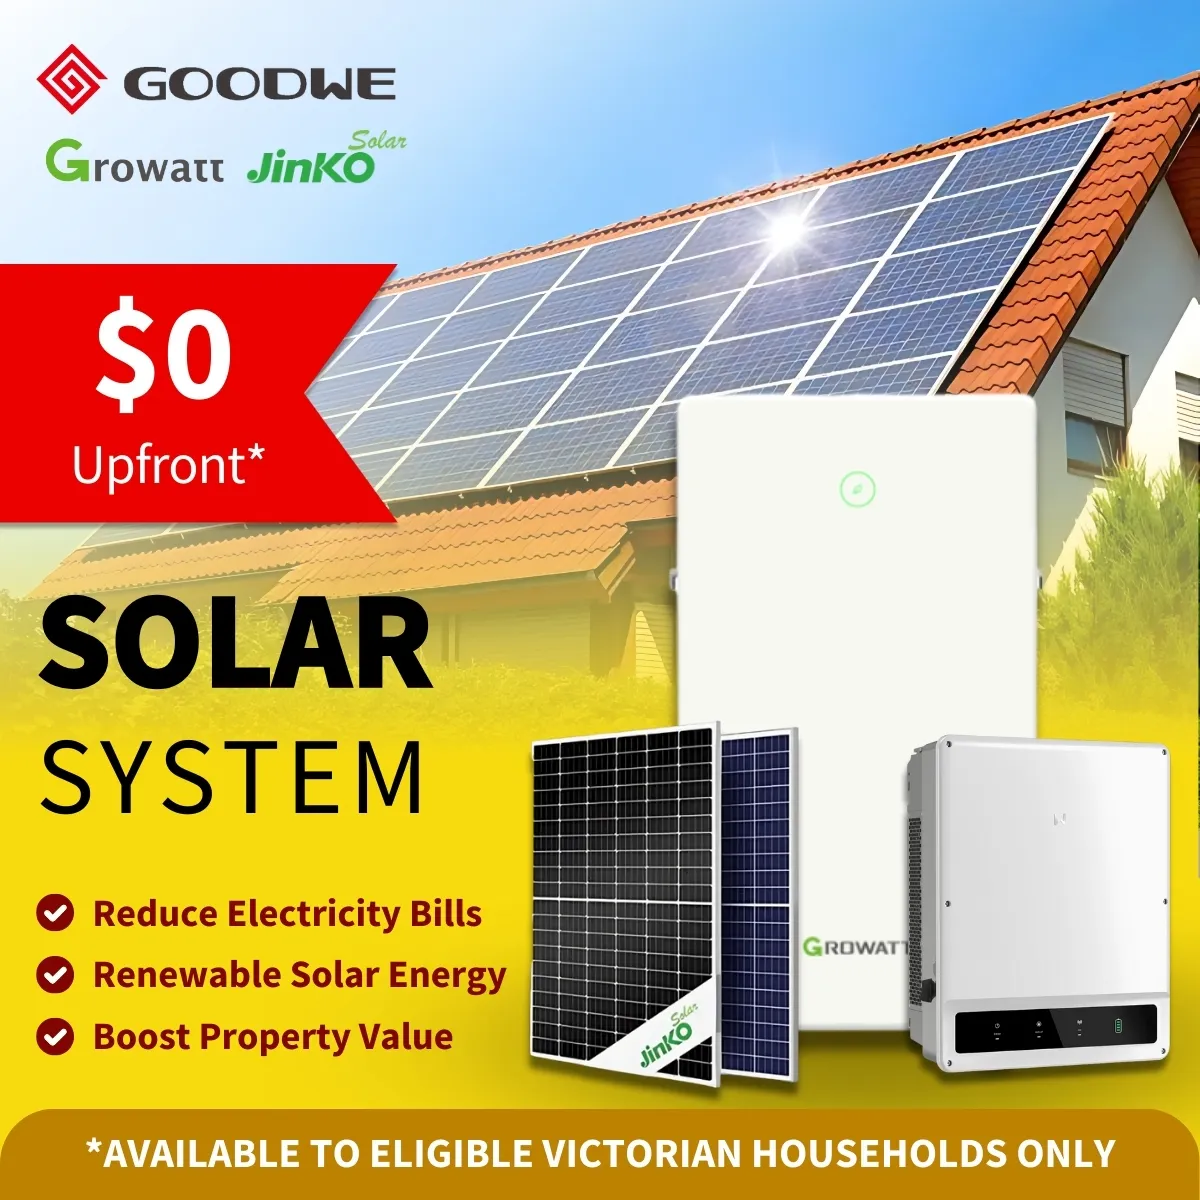 GOODWE
Growatt JinKO Solar
$0
Upfront*
SOLAR
SYSTEM
Reduce Electricity Bills
Renewable Solar Energy
Boost Property Value
GROWATT
JinKO Solar
*AVAILABLE TO ELIGIBLE VICTORIAN HOUSEHOLDS ONLY